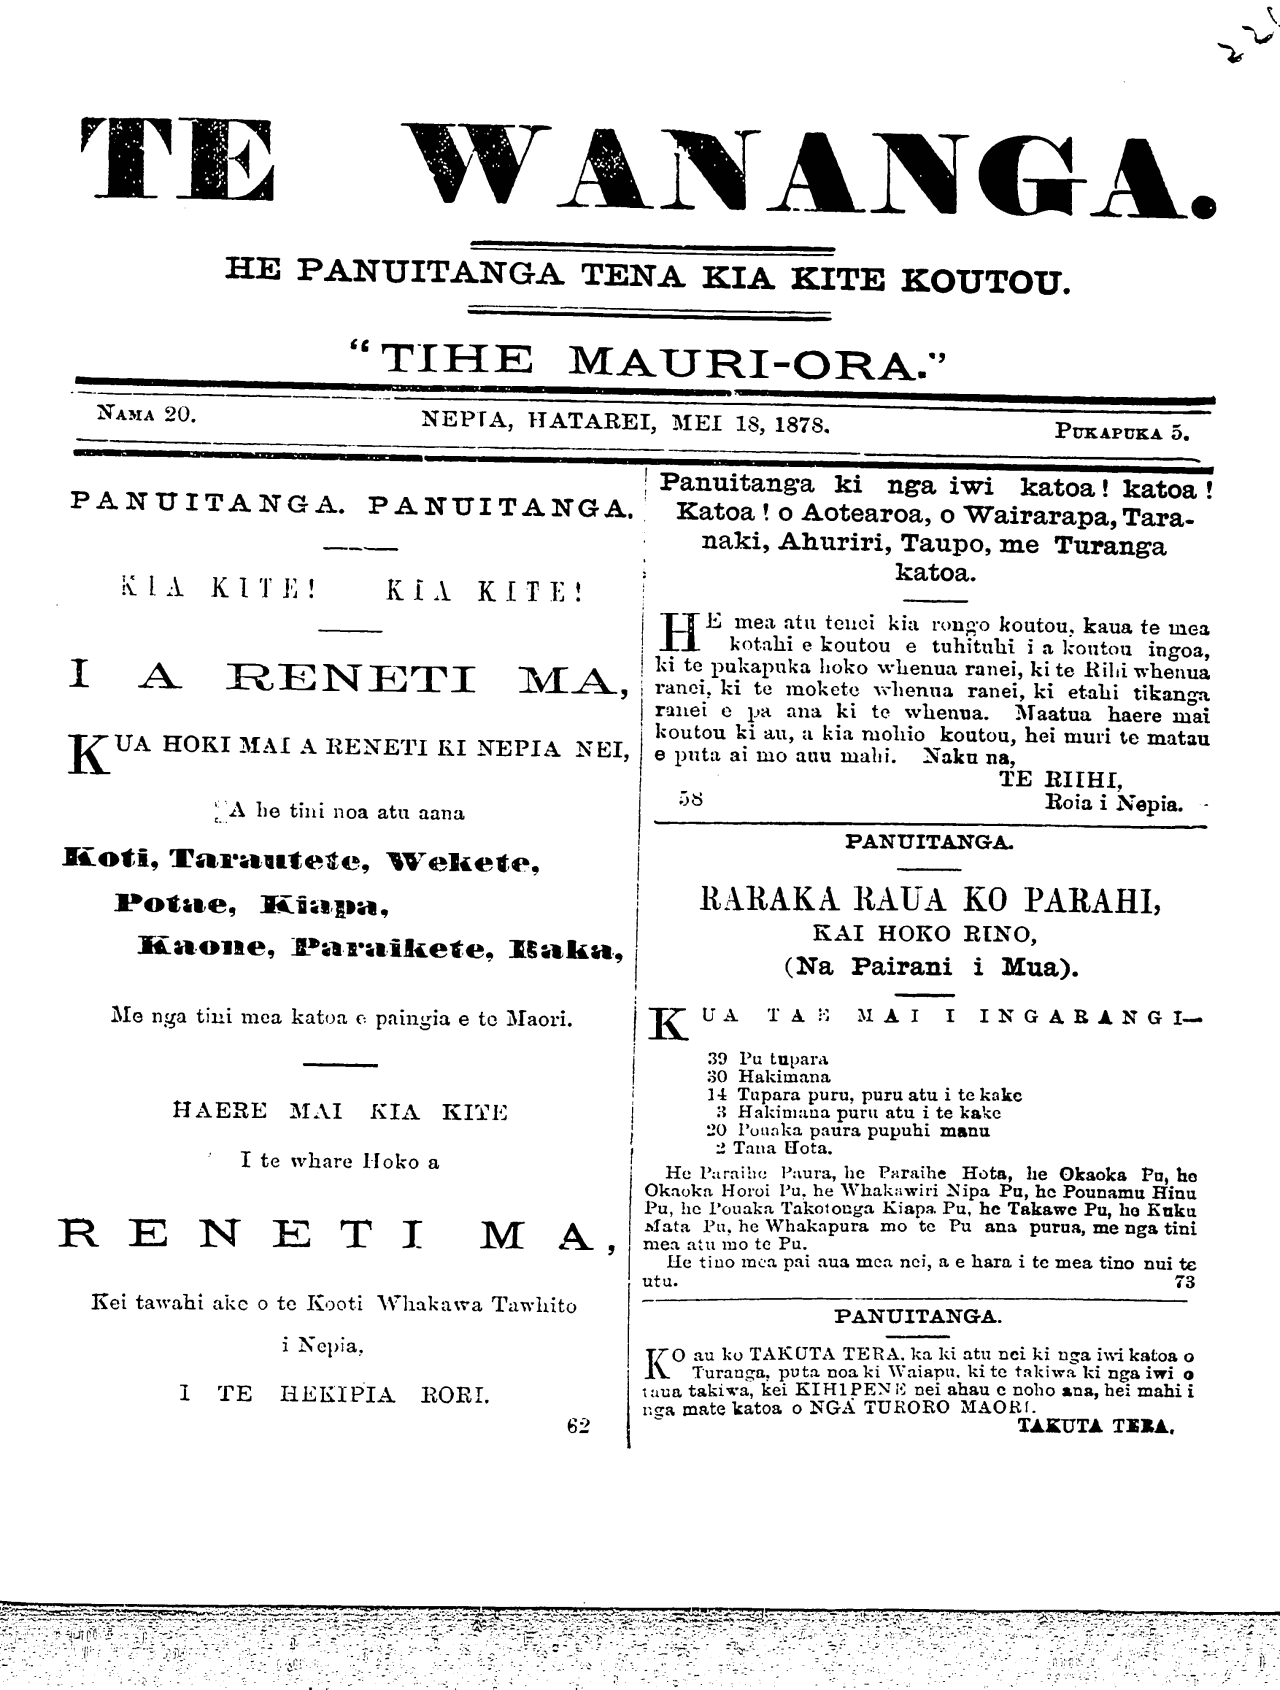 TE WANANGA.
HE PANUITANGA TENA KIA KITE KOUTOU.
"TIHE MAURI-ORA."
NAMA 20.
NEPIA, HATAREI, MEI 18, 1878.
PUKAPUKA 5.
PANUITANGA. PANUITANGA.
KIA KITE! KIA KITE!
I A RENETI MA,
KUA HOKI MAI A RENETI KI NEPIA NEI,
A he tini noa atu aana
Koti, Tarautete, Wekete,
Potae, Kiapa,
Kaone, Paraikete, Raka,
Me nga tini mea katoa e paingia e te Maori.
HAERE MAI KIA KITE
I te whare Hoko a
RENETI MA,
Kei tawahi ake o te Kooti Whakawa Tawhito
i Nepia,
I TE HEKIPIA RORI.
62
Panuitanga ki nga iwi katoa! katoa!
Katoa! o Aotearoa, o Wairarapa, Tara-
naki, Ahuriri, Taupo, me Turanga
katoa.
HE mea atu tenei kia rongo koutou, kaua te mea
kotahi e koutou e tuhituhi i a koutou ingoa,
ki te pukapuka hoko whenua ranei, ki te Rihi whenua
ranei, ki te mokete whenua ranei, ki etahi tikanga
ranei e pa ana ki te whenua. Maatua haere mai
koutou ki au, a kia mohio koutou, hei muri te matau
e puta ai mo auu mahi. Naku na,
TE RIIHI,
58 Roia i Nepia.
PANUITANGA.
RARAKA RAUA KO PARAHI,
KAI HOKO RINO,
(Na Pairani i Mua).
KUA TAE MAI I INGARANGI—
39 Pu tupara
30 Hakimana
14 Tupara puru, puru atu i te kake
3 Hakimana puru atu i te kake
20 Pouaka paura pupuhi manu
2 Tana Hota.
He Paraihe Paura, he Paraihe Hota, he Okaoka Pu, he
Okaoka Horoi Pu, he Whakawiri Nipa Pu, he Pounamu Hinu
Pu, he Pouaka Takotonga Kiapa Pu, he Takawe Pu, he Kuku
Mata Pu, he Whakapura mo te Pu ana purua, me nga tini
mea atu mo te Pu.
He tino mea pai aua mea nei, a e hara i te mea tino nui te
utu. 73
PANUITANGA.
KO au ko TAKUTA TERA, ka ki atu nei ki nga iwi katoa o
Turanga, puta noa ki Waiapu, ki te takiwa ki nga iwi o
taua takiwa, kei KIHIPENE nei ahau e noho ana, hei mahi i
nga mate katoa o NGA TURORO MAORI.
TAKUTA TERA.